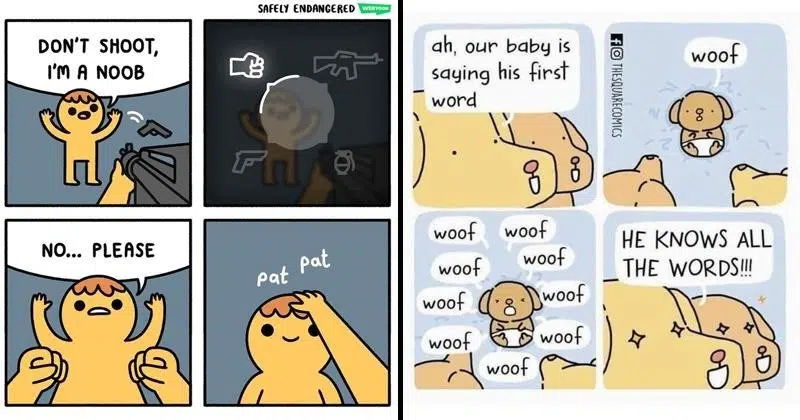 SAFELY ENDANGERED WEBTOON
DON'T SHOOT,
I'M A NOOB
NO... PLEASE
pat pat
ah, our baby is
saying his first
word
THESQUARECOMICS
woof
woof
woof
woof
woof
woof
woof
woof
woof
woof
HE KNOWS ALL
THE WORDS!!!